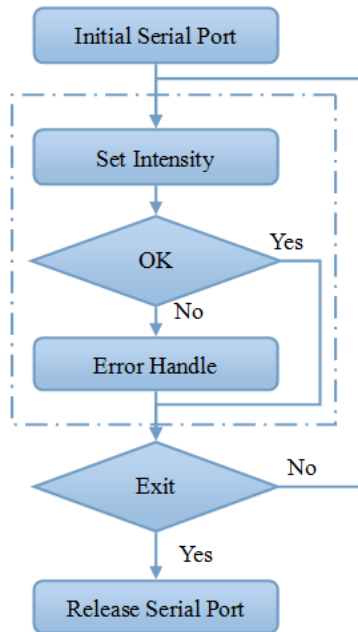 Initial Serial Port
Set Intensity
OK
Yes
No
Error Handle
Exit
No
Yes
Release Serial Port